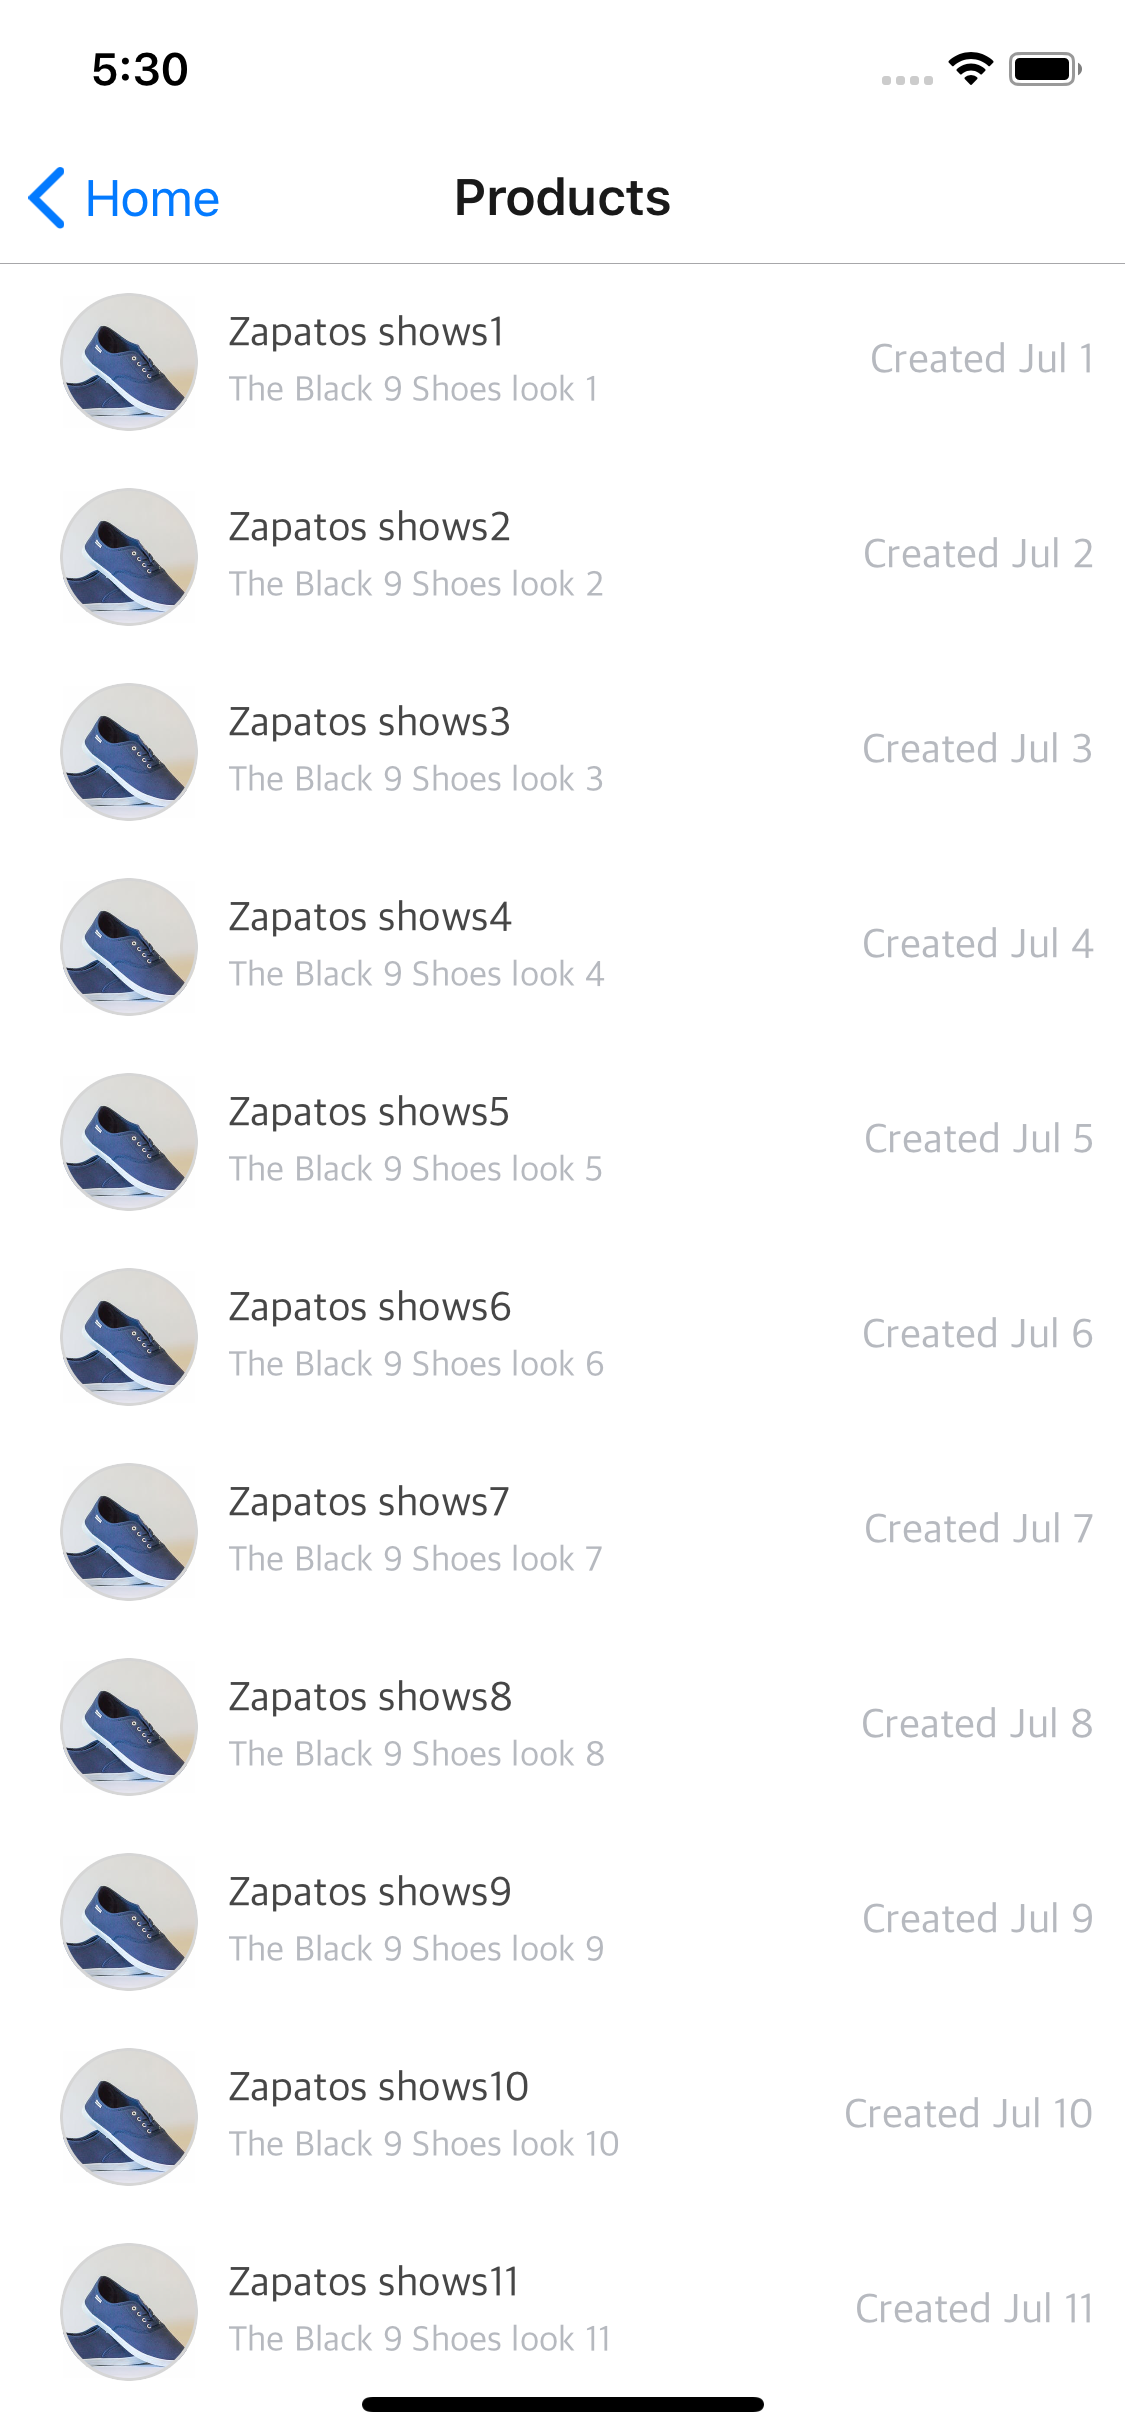 5:30
Home
Products
Zapatos shows1
The Black 9 Shoes look 1
Created Jul 1
Zapatos shows2
The Black 9 Shoes look 2
Created Jul 2
Zapatos shows3
The Black 9 Shoes look 3
Created Jul 3
Zapatos shows4
The Black 9 Shoes look 4
Created Jul 4
Zapatos shows5
The Black 9 Shoes look 5
Created Jul 5
Zapatos shows6
The Black 9 Shoes look 6
Created Jul 6
Zapatos shows7
The Black 9 Shoes look 7
Created Jul 7
Zapatos shows8
The Black 9 Shoes look 8
Created Jul 8
Zapatos shows9
The Black 9 Shoes look 9
Created Jul 9
Zapatos shows10
The Black 9 Shoes look 10
Created Jul 10
Zapatos shows11
The Black 9 Shoes look 11
Created Jul 11